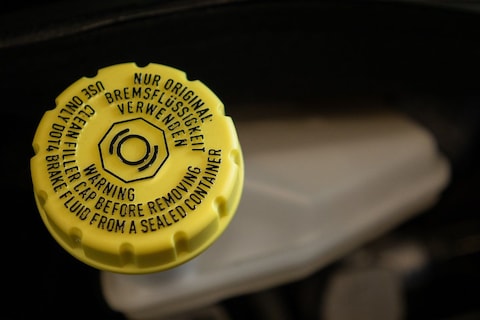 NUR ORIGINAL
BREMSFLÜSSIGKEIT
VERWENDEN
WARNING
CLEAN FILLER CAP BEFORE REMOVING
USE ONLY DOT4 BRAKE FLUID FROM A SEALED CONTAINER